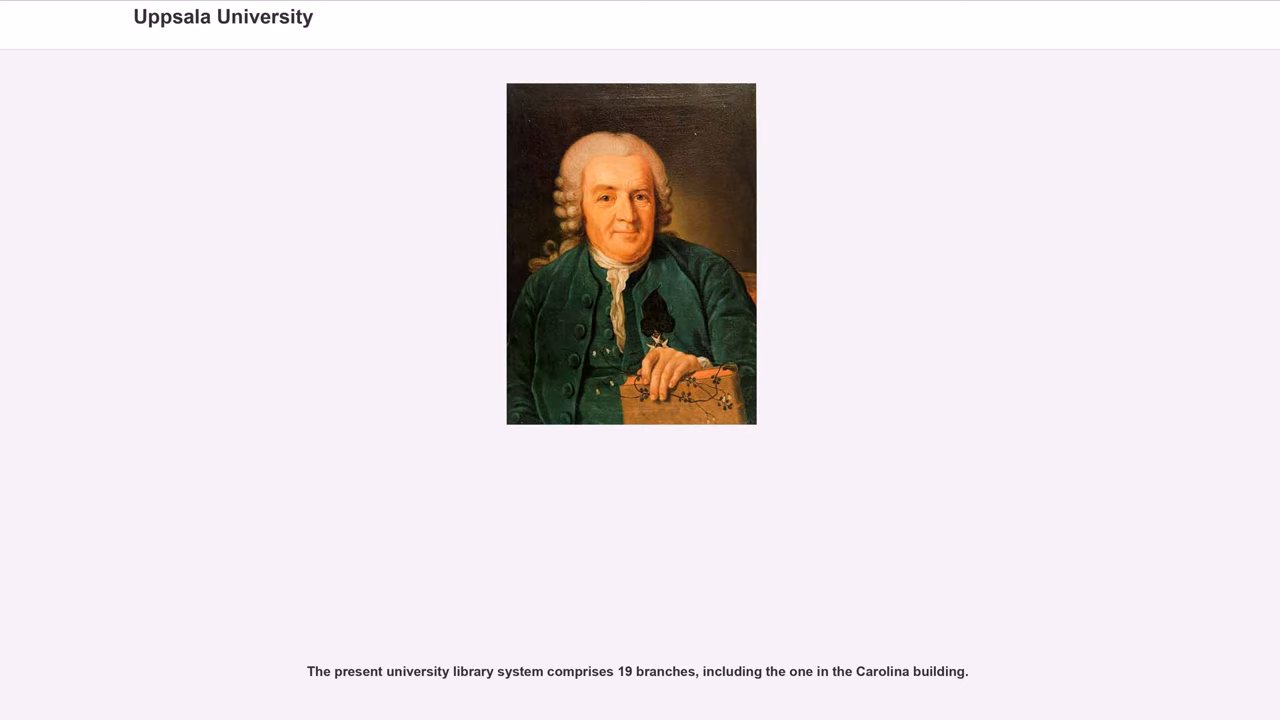 Uppsala University
The present university library system comprises 19 branches, including the one in the Carolina building.